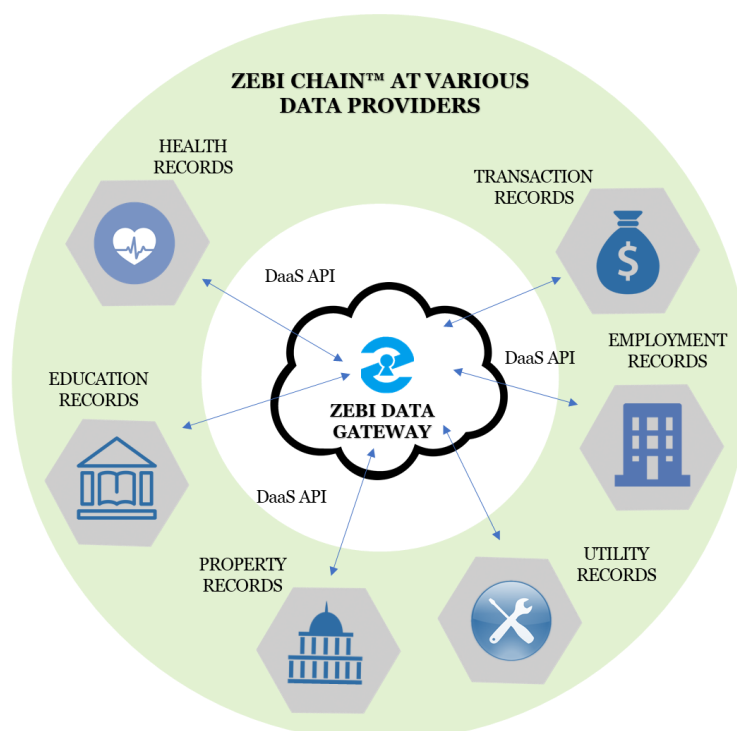 ZEBI CHAIN™ AT VARIOUS
DATA PROVIDERS
HEALTH
RECORDS
TRANSACTION
RECORDS
DaaS API
EMPLOYMENT
RECORDS
DaaS API
EDUCATION
RECORDS
ZEBI DATA
GATEWAY
DaaS API
PROPERTY
RECORDS
UTILITY
RECORDS
$